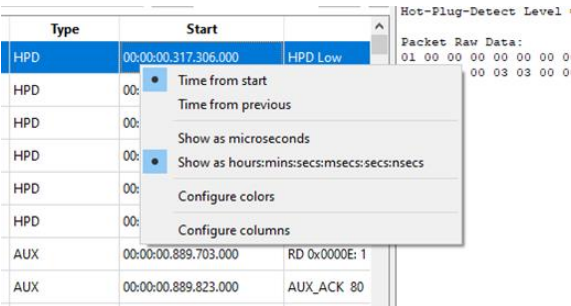 Hot-Plug-Detect Level
Type Start
Packet Raw Data:
HPD 00:00:00.317.306.000 HPD Low
01 00 00 00 00 00 00
HPD 00:
Time from start
00 03 03 00
Time from previous
HPD 00:
Show as microseconds
HPD 00:
Show as hours:mins:secs:msecs:secs:nsecs
HPD 00:
Configure colors
HPD 00:
Configure columns
AUX 00:00:00.889.703.000 RD 0x0000E: 1
AUX 00:00:00.889.823.000 AUX_ACK 80